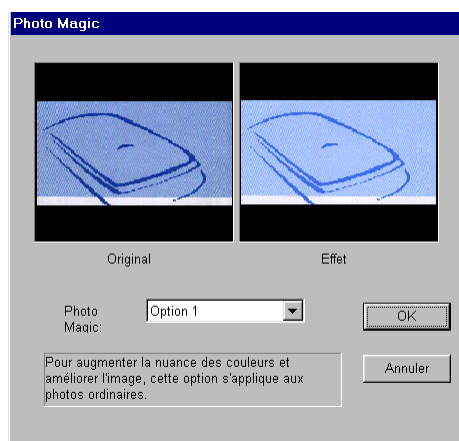 Photo Magic
Original
Effet
Photo
Magic:
Option 1
OK
Pour augmenter la nuance des couleurs et
améliorer l'image, cette option s'applique aux
photos ordinaires.
Annuler